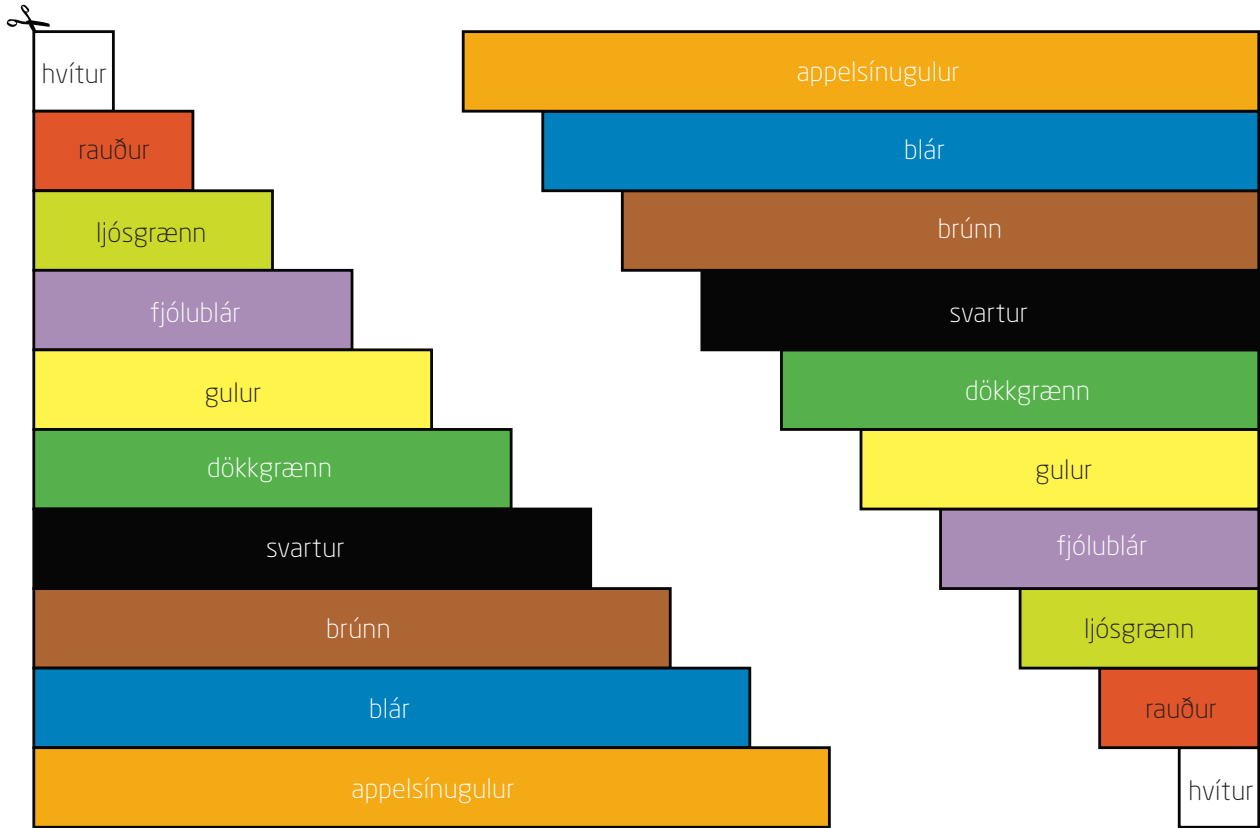 hvítur
rauður
ljósgrænn
fjólublár
gulur
dökkgrænn
svartur
brúnn
blár
appelsínugulur
appelsínugulur
blár
brúnn
svartur
dökkgrænn
gulur
fjólublár
ljósgrænn
rauður
hvítur